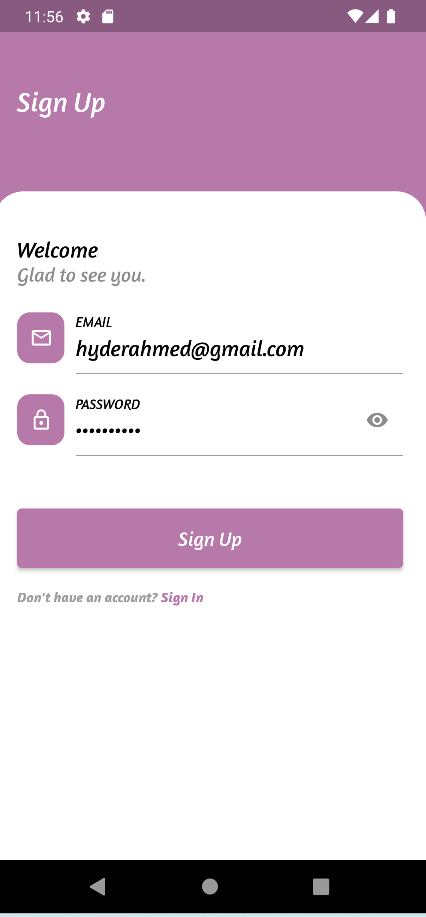 11:56
Sign Up
Welcome
Glad to see you.
EMAIL
hyderahmed@gmail.com
PASSWORD
••••••••••
Sign Up
Don't have an account? Sign In